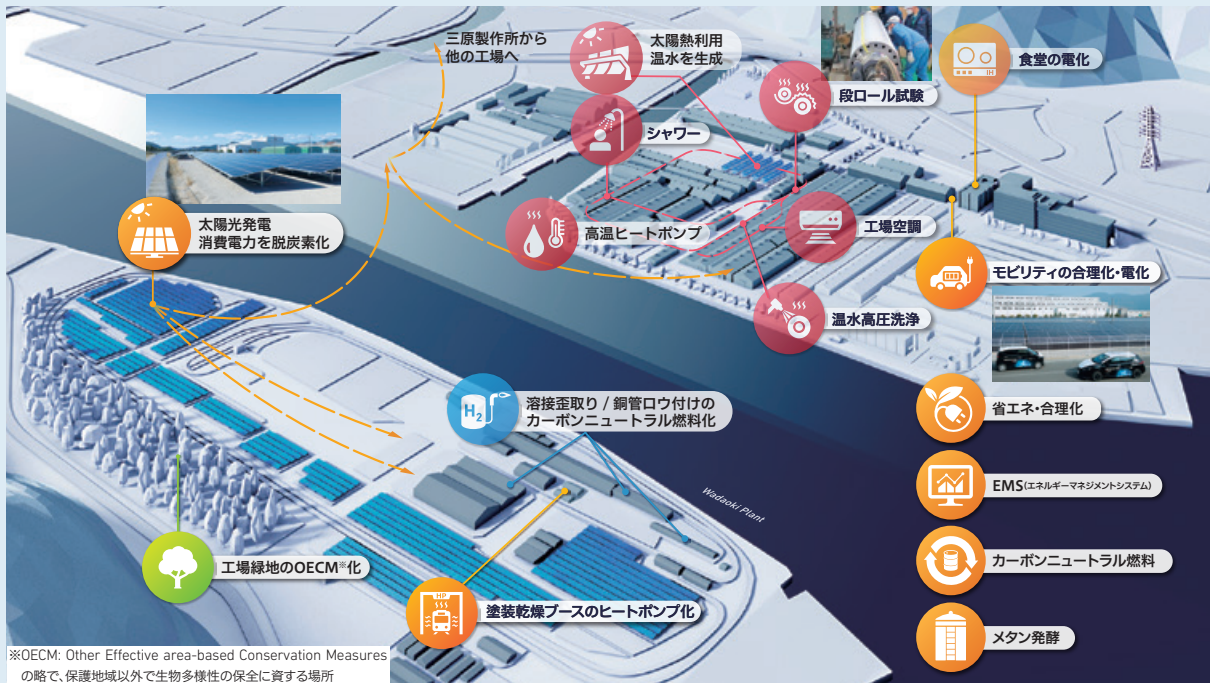 三原製作所から
他の工場へ
太陽熱利用
温水を生成
段ロール試験
IH
食堂の電化
シャワー
太陽光発電
消費電力を脱炭素化
高温ヒートポンプ
工場空調
モビリティの合理化・電化
温水高圧洗浄
H₂
溶接歪取り / 銅管ロウ付けの
カーボンニュートラル燃料化
省エネ・合理化
EMS(エネルギーマネジメントシステム)
Wadaoki Plant
カーボンニュートラル燃料
工場緑地のOECM※化
HP
塗装乾燥ブースのヒートポンプ化
メタン発酵
※OECM: Other Effective area-based Conservation Measures
の略で、保護地域以外で生物多様性の保全に資する場所